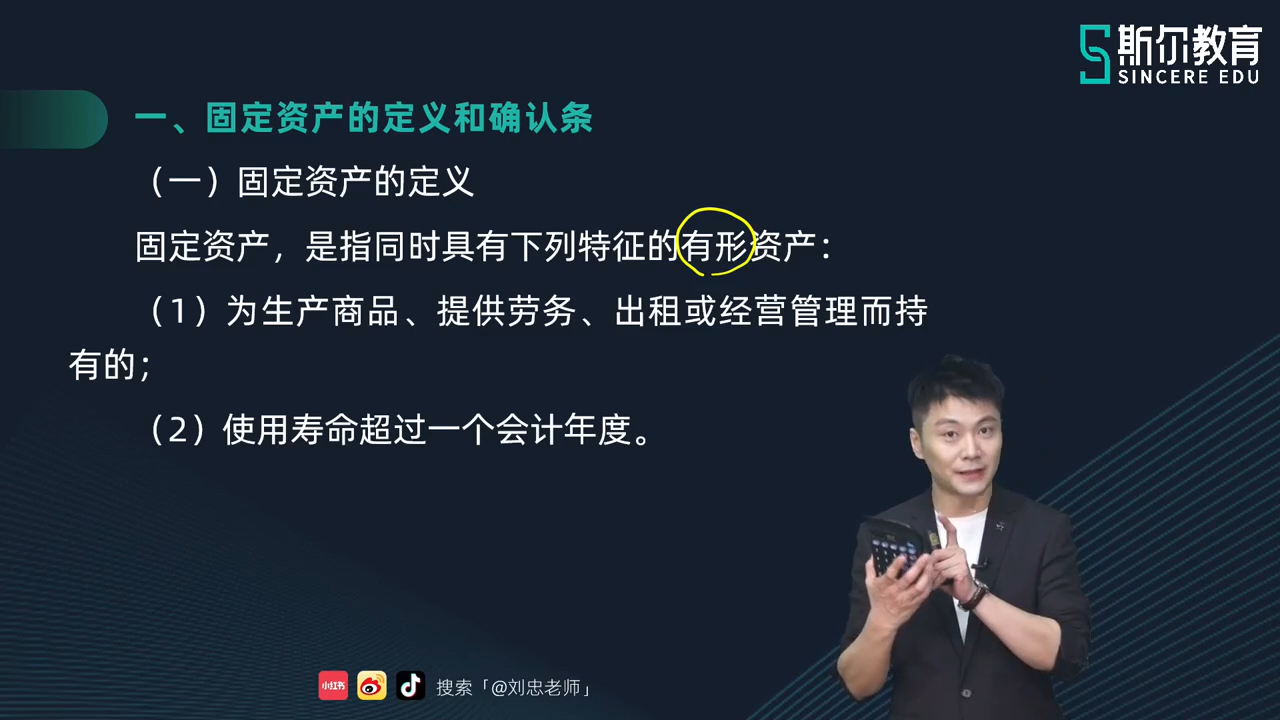 斯尔教育
SINCERE EDU
一、固定资产的定义和确认条
（一）固定资产的定义
固定资产，是指同时具有下列特征的有形资产：
（1）为生产商品、提供劳务、出租或经营管理而持
有的；
（2）使用寿命超过一个会计年度。
小红书
搜索「@刘忠老师」